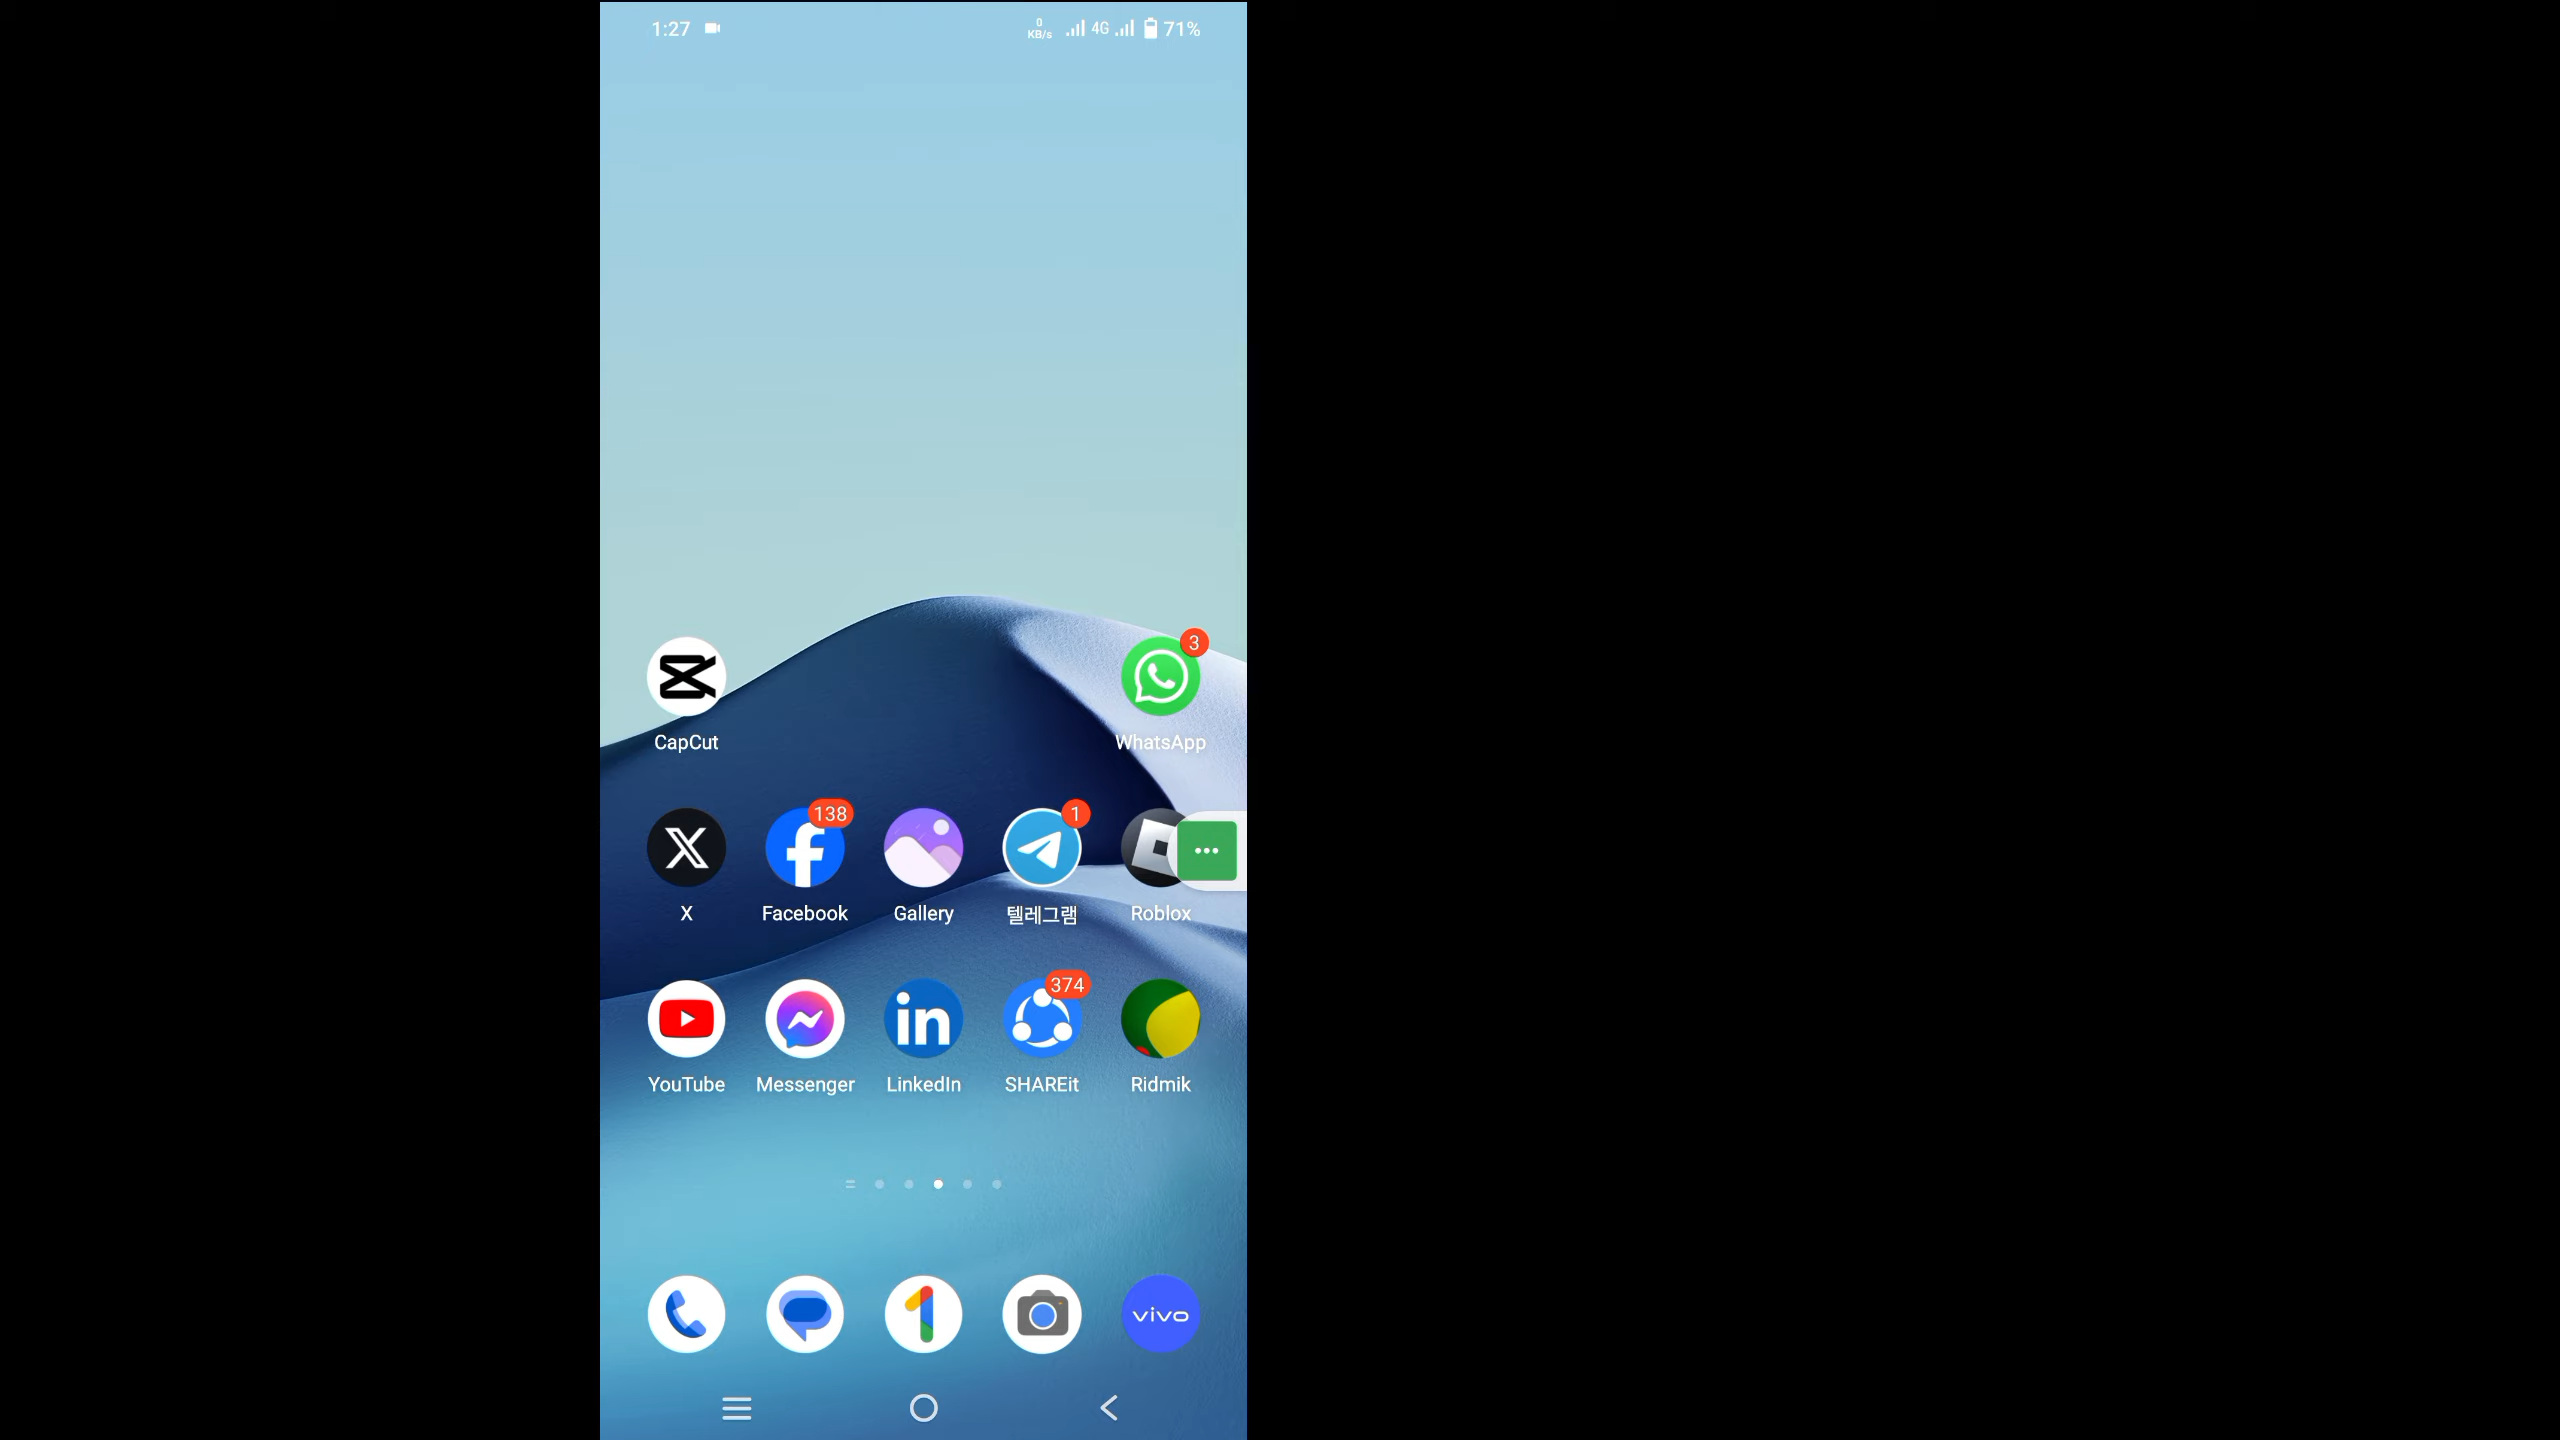 1:27
0
KB/s
4G
71%
3
CapCut
WhatsApp
138
1
X
Facebook
Gallery
텔레그램
Roblox
374
in
YouTube
Messenger
LinkedIn
SHAREit
Ridmik
vivo